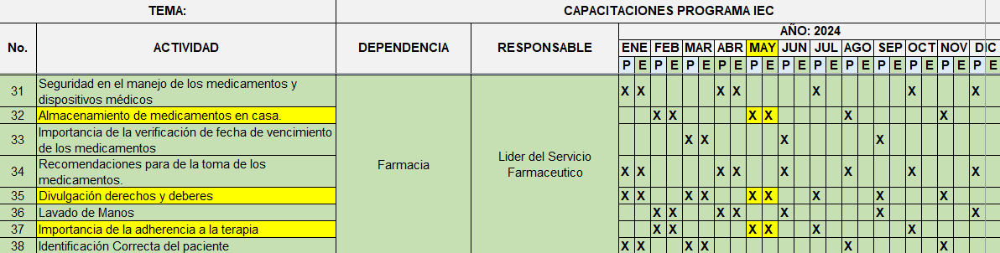 TEMA: CAPACITACIONES PROGRAMA IEC
No. ACTIVIDAD DEPENDENCIA RESPONSABLE AÑO: 2024
ENE FEB MAR ABR MAY JUN JUL AGO SEP OCT NOV DIC
P E P E P E P E P E P E P E P E P E P E P E P E
31 Seguridad en el manejo de los medicamentos y
dispositivos médicos X X X X X X X
32 Almacenamiento de medicamentos en casa. X X X X X X
33 Importancia de la verificación de fecha de vencimiento
de los medicamentos X X X X
34 Recomendaciones para de la toma de los
medicamentos. X X X X X X X X
Farmacia
Lider del Servicio
Farmaceutico
35 Divulgación derechos y deberes X X X X X X X X X
36 Lavado de Manos X X X X X X X
37 Importancia de la adherencia a la terapia X X X X X X
38 Identificación Correcta del paciente X X X X X X